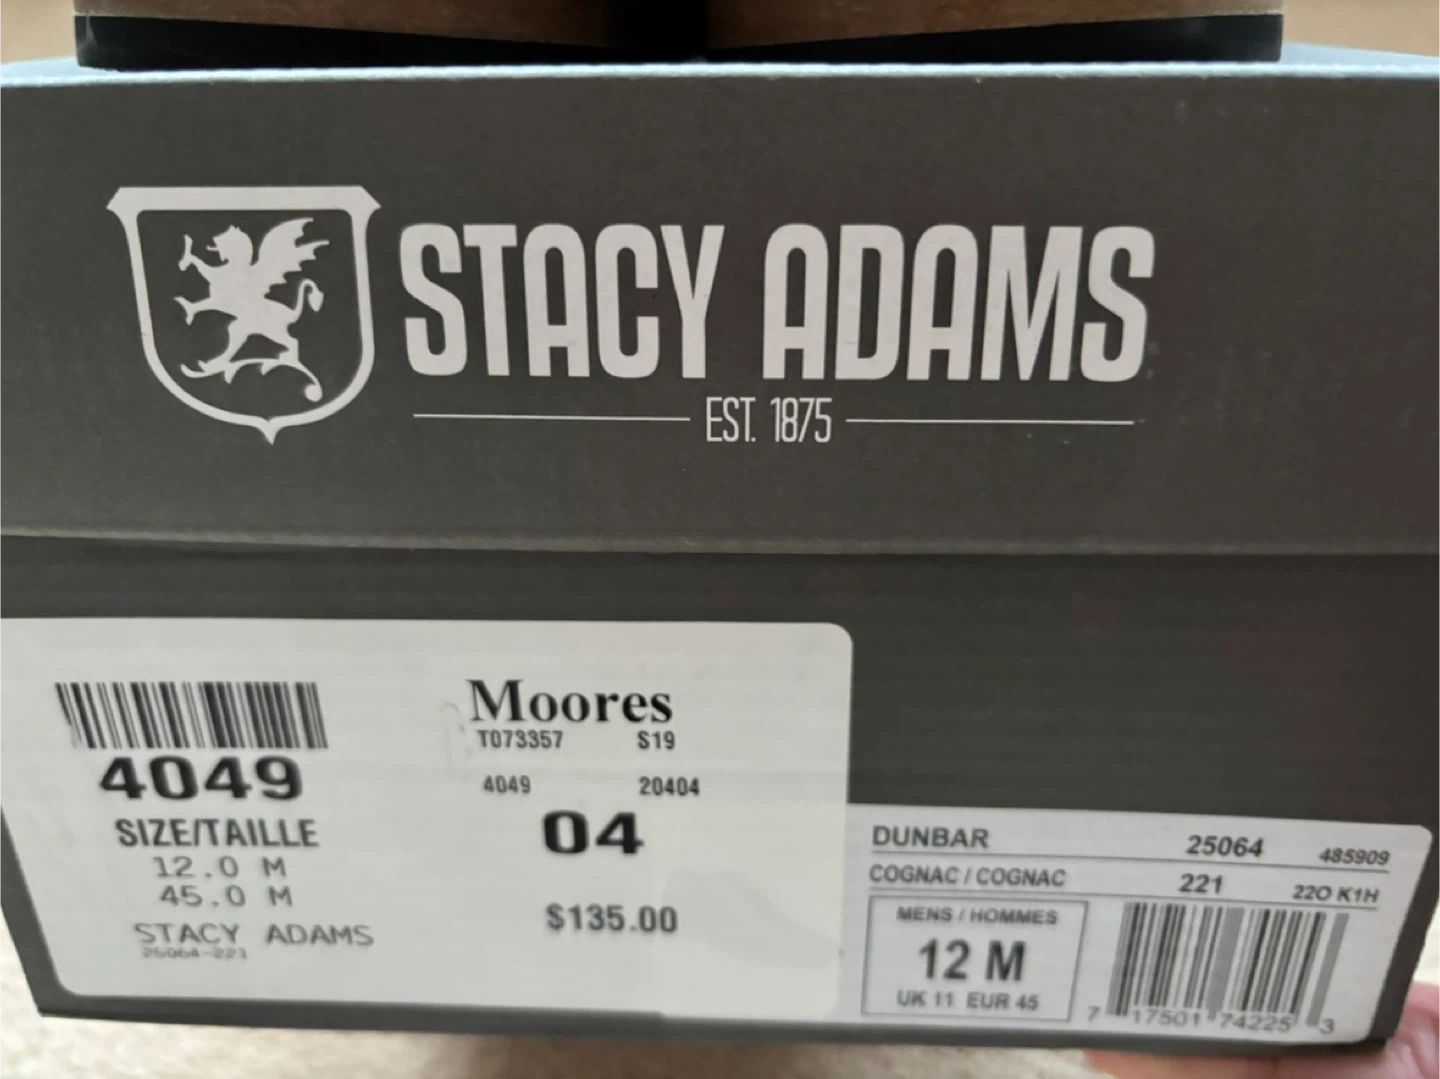 STACY ADAMS
EST. 1875
4049
SIZE/TAILLE
12.0 M
45.0 M
STACY ADAMS
25064-221
Moores
T073357 S19
4049 20404
04
$135.00
DUNBAR 25064 485909
COGNAC / COGNAC 221 220 K1H
MENS / HOMMES
12 M
UK 11 EUR 45
7 17501 74225 3